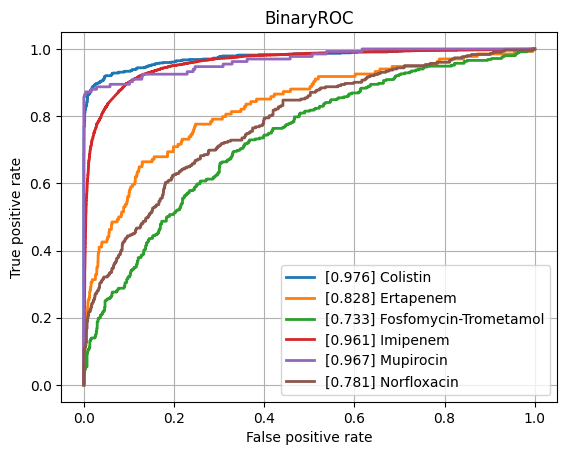 BinaryROC
True positive rate
1.0
0.8
0.6
0.4
0.2
0.0
[0.976] Colistin
[0.828] Ertapenem
[0.733] Fosfomycin-Trometamol
[0.961] Imipenem
[0.967] Mupirocin
[0.781] Norfloxacin
0.0 0.2 0.4 0.6 0.8 1.0
False positive rate